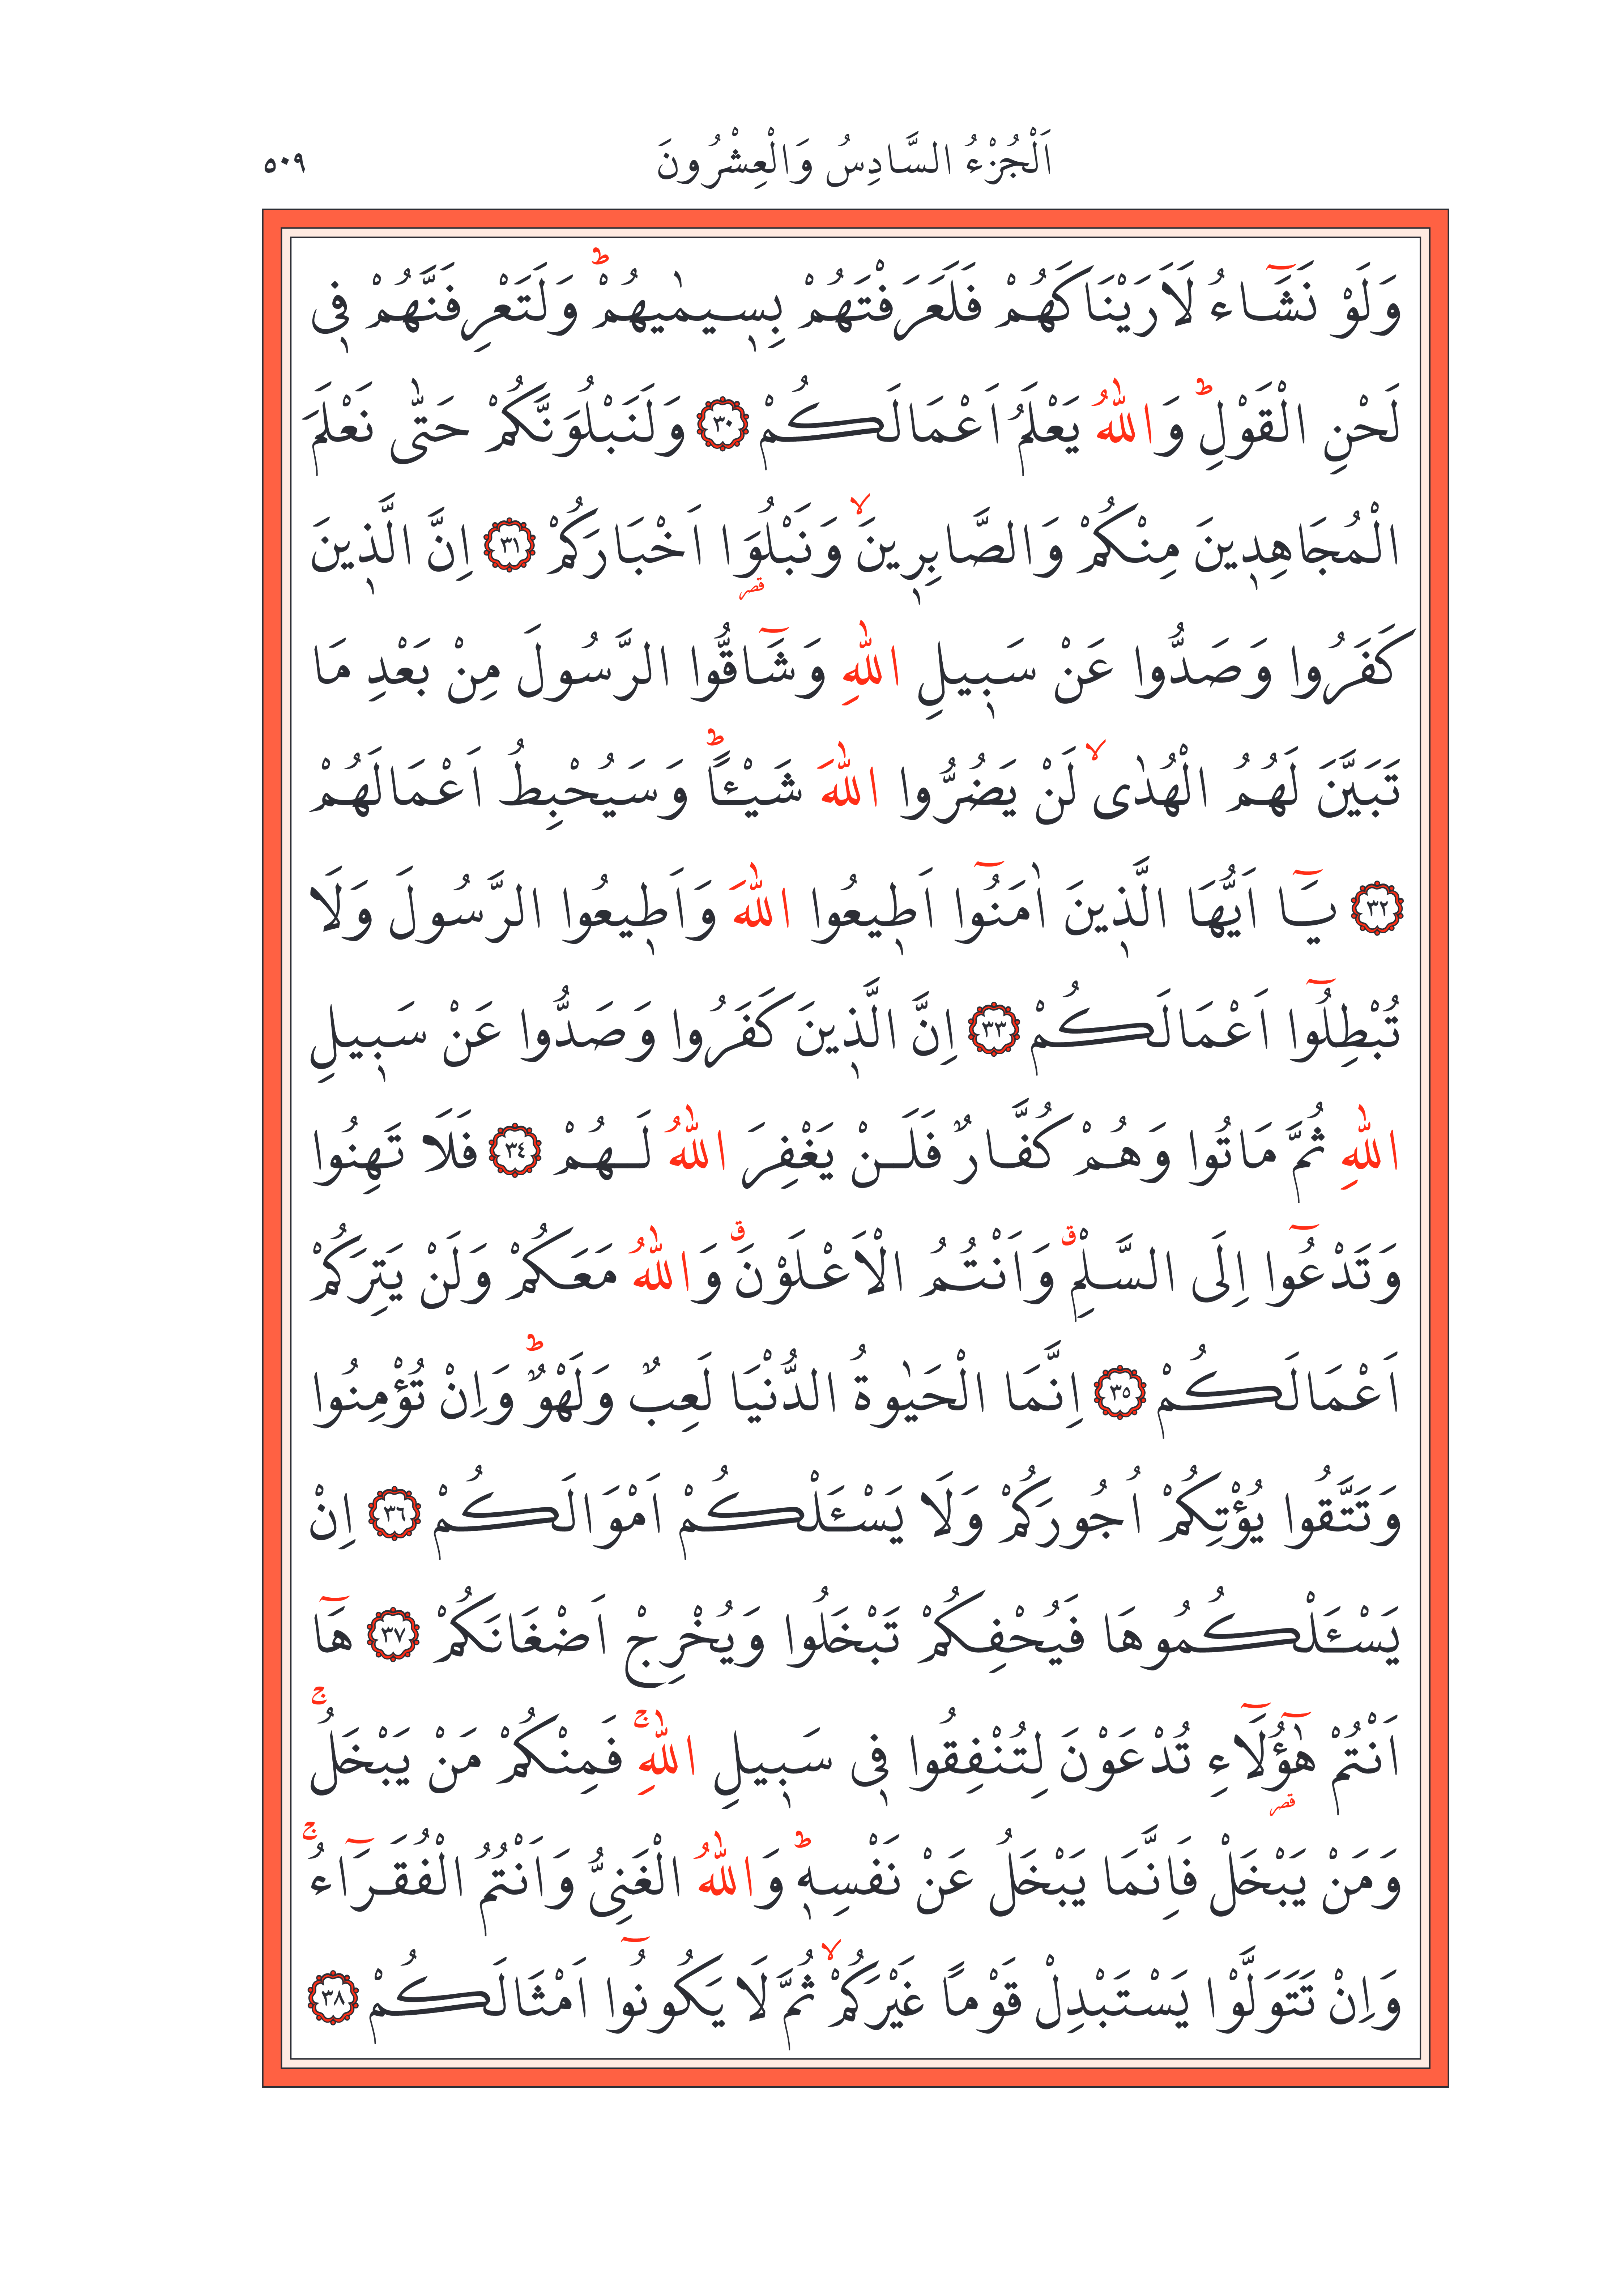 اَلْجُزْءُ السَّادِسُ وَالْعِشْرُونَ ٥٠٩
وَلَوْ نَشَٓاءُ لَاَرَيْنَاكَهُمْ فَلَعَرَفْتَهُمْ بِسٖيمٰيهُمْؕ وَلَتَعْرِفَنَّهُمْ فٖى
لَحْنِ الْقَوْلِؕ وَاللّٰهُ يَعْلَمُ اَعْمَالَكُمْ ٣٠ وَلَنَبْلُوَنَّكُمْ حَتّٰى نَعْلَمَ
الْمُجَاهِدٖينَ مِنْكُمْ وَالصَّابِرٖينَۙ وَنَبْلُوَا۬ قصر اَخْبَارَكُمْ ٣١ اِنَّ الَّذٖينَ
كَفَرُوا وَصَدُّوا عَنْ سَبٖيلِ اللّٰهِ وَشَٓاقُّوا الرَّسُولَ مِنْ بَعْدِ مَا
تَبَيَّنَ لَهُمُ الْهُدٰىۙ لَنْ يَضُرُّوا اللّٰهَ شَيْـًٔاؕ وَسَيُحْبِطُ اَعْمَالَهُمْ
٣٢ يَٓا اَيُّهَا الَّذٖينَ اٰمَنُٓوا اَطٖيعُوا اللّٰهَ وَاَطٖيعُوا الرَّسُولَ وَلَا
تُبْطِلُٓوا اَعْمَالَكُمْ ٣٣ اِنَّ الَّذٖينَ كَفَرُوا وَصَدُّوا عَنْ سَبٖيلِ
اللّٰهِ ثُمَّ مَاتُوا وَهُمْ كُفَّارٌ فَلَنْ يَغْفِرَ اللّٰهُ لَهُمْ ٣٤ فَلَا تَهِنُوا
وَتَدْعُٓوا اِلَى السَّلْمِࣗ وَاَنْتُمُ الْاَعْلَوْنَࣗ وَاللّٰهُ مَعَكُمْ وَلَنْ يَتِرَكُمْ
اَعْمَالَكُمْ ٣٥ اِنَّمَا الْحَيٰوةُ الدُّنْيَا لَعِبٌ وَلَهْوٌؕ وَاِنْ تُؤْمِنُوا
وَتَتَّقُوا يُؤْتِكُمْ اُجُورَكُمْ وَلَا يَسْـَٔلْكُمْ اَمْوَالَكُمْ ٣٦ اِنْ
يَسْـَٔلْكُمُوهَا فَيُحْفِكُمْ تَبْخَلُوا وَيُخْرِجْ اَضْغَانَكُمْ ٣٧ هَٓا
اَنْتُمْ هٰٓؤُ۬لَٓاءِ قصر تُدْعَوْنَ لِتُنْفِقُوا فٖى سَبٖيلِ اللّٰهِۚ فَمِنْكُمْ مَنْ يَبْخَلُۚ
وَمَنْ يَبْخَلْ فَاِنَّمَا يَبْخَلُ عَنْ نَفْسِهٖؕ وَاللّٰهُ الْغَنِىُّ وَاَنْتُمُ الْفُقَرَٓاءُۚ
وَاِنْ تَتَوَلَّوْا يَسْتَبْدِلْ قَوْمًا غَيْرَكُمْۙ ثُمَّ لَا يَكُونُٓوا اَمْثَالَكُمْ ٣٨